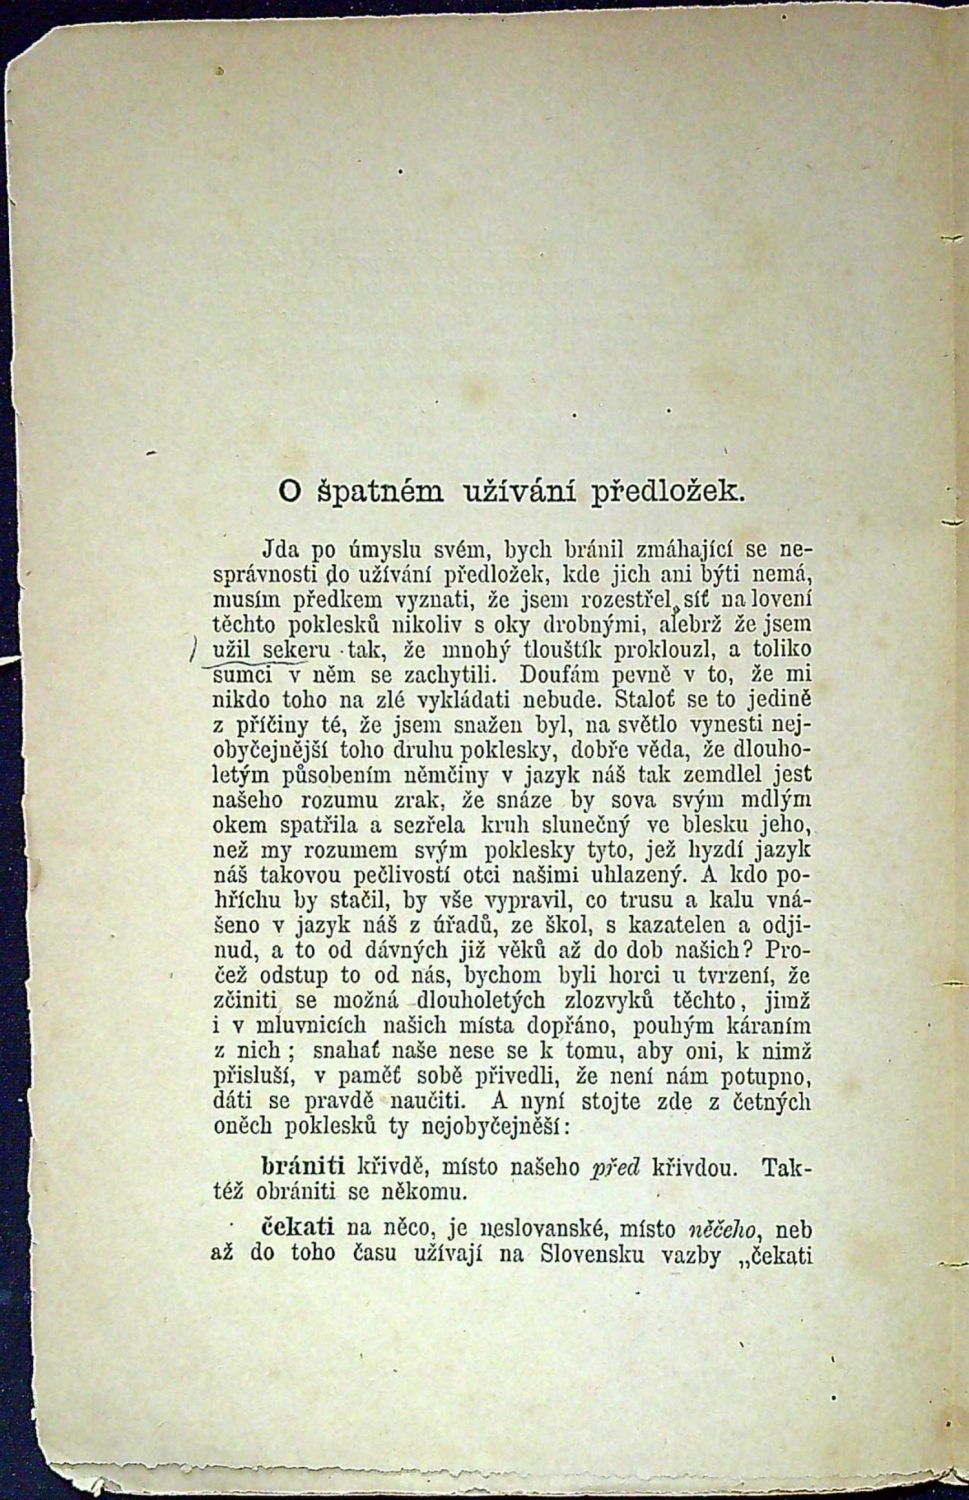 O špatném užívání předložek.
Jda po úmyslu svém, bych bránil zmáhající se ne-
správnosti do užívání předložek, kde jich ani býti nemá,
musím předkem vyznati, že jsem rozestřel síť na lovení
těchto poklesků nikoliv s oky drobnými, alebrž že jsem
užil sekeru tak, že mnohý tlouštík proklouzl, a toliko
sumci v něm se zachytili. Doufám pevně v to, že mi
nikdo toho na zlé vykládati nebude. Staloť se to jedině
z příčiny té, že jsem snažen byl, na světlo vynesti nej-
obyčejnější toho druhu poklesky, dobře věda, že dlouho-
letým působením němčiny v jazyk náš tak zemdlel jest
našeho rozumu zrak, že snáze by sova svým mdlým
okem spatřila a sezřela kruh slunečný ve blesku jeho,
než my rozumem svým poklesky tyto, jež hyzdí jazyk
náš takovou pečlivostí otci našimi uhlazený. A kdo po-
hříchu by stačil, by vše vypravil, co trusu a kalu vná-
šeno v jazyk náš z úřadů, ze škol, s kazatelen a odji-
nud, a to od dávných již věků až do dob našich? Pro-
čež odstup to od nás, bychom byli horci u tvrzení, že
zčiniti se možná dlouholetých zlozvyků těchto, jimž
i v mluvnicích našich místa dopřáno, pouhým káraním
z nich; snahať naše nese se k tomu, aby oni, k nimž
přisluší, v paměť sobě přivedli, že není nám potupno,
dáti se pravdě naučiti. A nyní stojte zde z četných
oněch poklesků ty nejobyčejněší:
brániti křivdě, místo našeho před křivdou. Tak-
též obrániti se někomu.
čekati na něco, je neslovanské, místo něčeho, neb
až do toho času užívají na Slovensku vazby „čekati